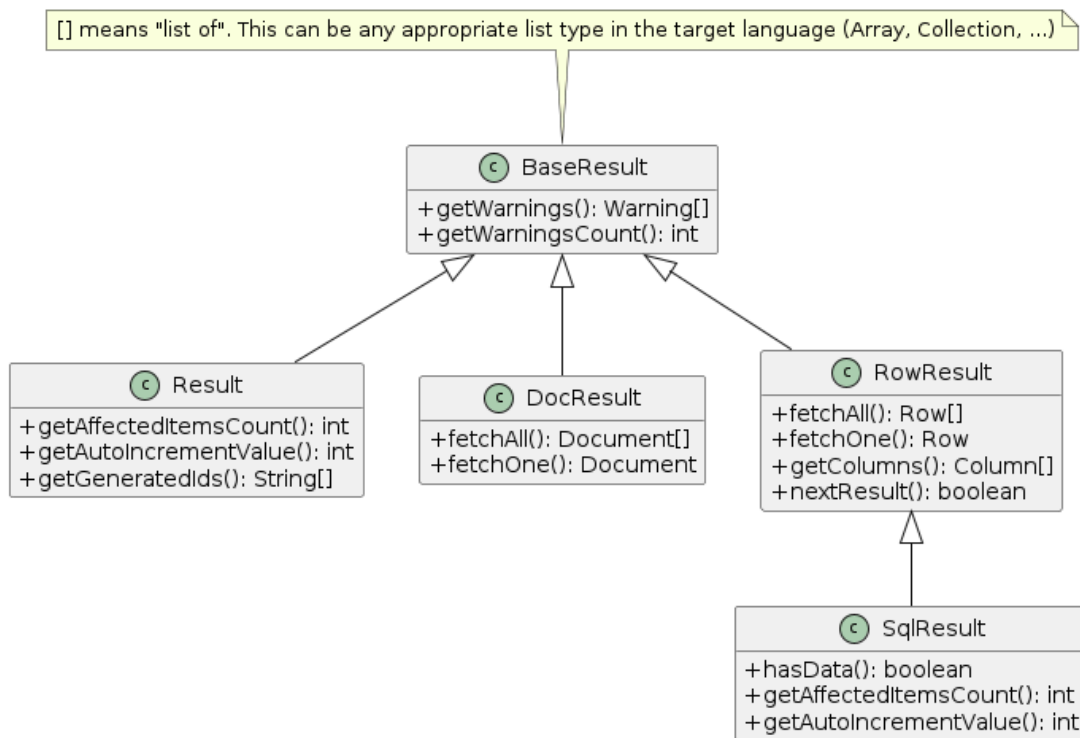 [] means "list of". This can be any appropriate list type in the target language (Array, Collection, ...)
C BaseResult
+getWarnings(): Warning[]
+getWarningsCount(): int
C Result
+getAffectedItemsCount(): int
+getAutoIncrementValue(): int
+getGeneratedIds(): String[]
C DocResult
+fetchAll(): Document[]
+fetchOne(): Document
C RowResult
+fetchAll(): Row[]
+fetchOne(): Row
+getColumns(): Column[]
+nextResult(): boolean
C SqlResult
+hasData(): boolean
+getAffectedItemsCount(): int
+getAutoIncrementValue(): int